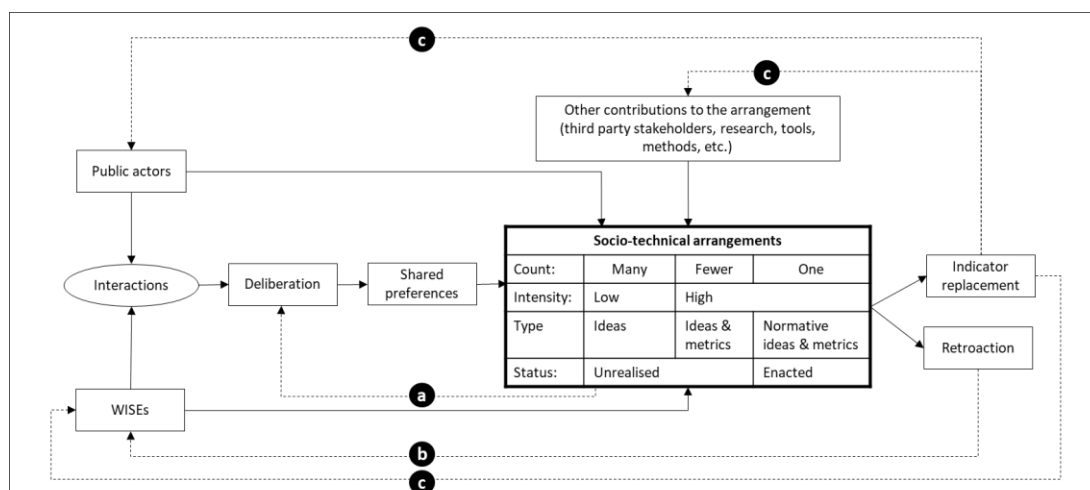 c
c
Other contributions to the arrangement
(third party stakeholders, research, tools,
methods, etc.)
Public actors
Socio-technical arrangements
Count: Many Fewer One
Intensity: Low High
Type Ideas Ideas & metrics Normative ideas & metrics
Status: Unrealised Enacted
Interactions
Deliberation
Shared
preferences
Indicator
replacement
Retroaction
a
WISEs
b
c